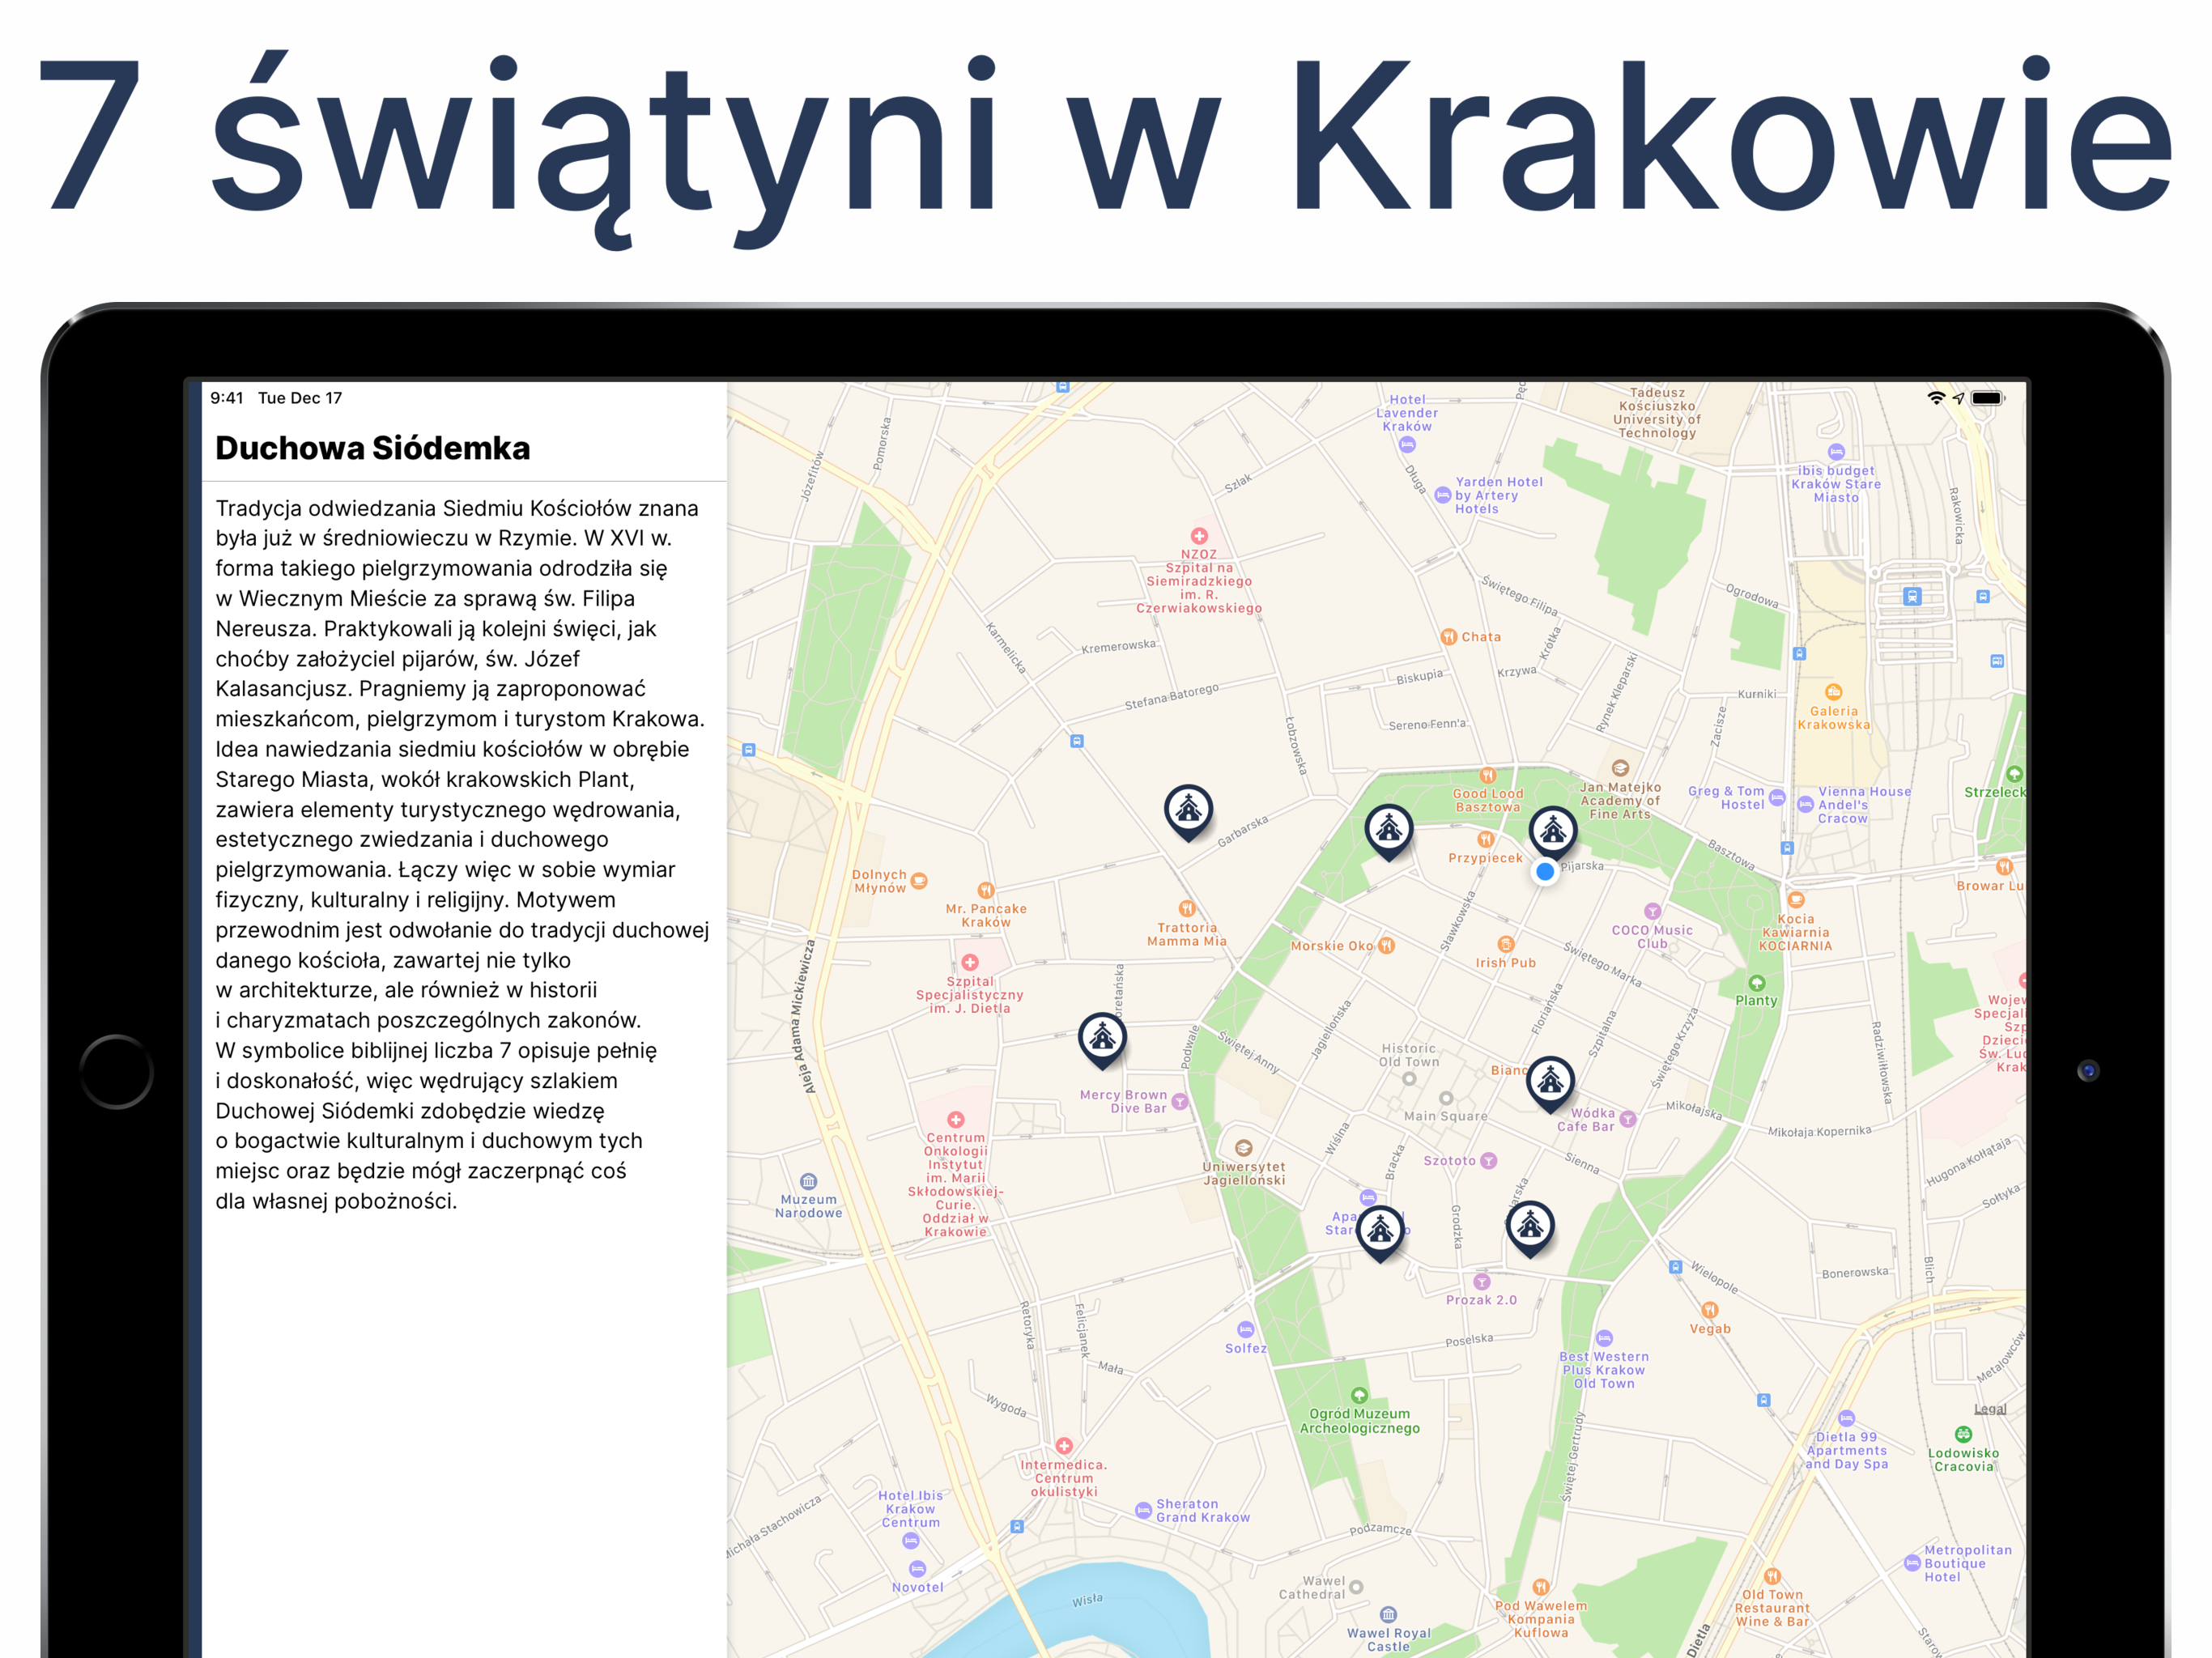 7 świątyni w Krakowie
9:41 Tue Dec 17
Duchowa Siódemka
Tradycja odwiedzania Siedmiu Kościołów znana
była już w średniowieczu w Rzymie. W XVI w.
forma takiego pielgrzymowania odrodziła się
w Wiecznym Mieście za sprawą św. Filipa
Nereusza. Praktykowali ją kolejni święci, jak
choćby założyciel pijarów, św. Józef
Kalasancjusz. Pragniemy ją zaproponować
mieszkańcom, pielgrzymom i turystom Krakowa.
Idea nawiedzania siedmiu kościołów w obrębie
Starego Miasta, wokół krakowskich Plant,
zawiera elementy turystycznego wędrowania,
estetycznego zwiedzania i duchowego
pielgrzymowania. Łączy więc w sobie wymiar
fizyczny, kulturalny i religijny. Motywem
przewodnim jest odwołanie do tradycji duchowej
danego kościoła, zawartej nie tylko
w architekturze, ale również w historii
i charyzmatach poszczególnych zakonów.
W symbolice biblijnej liczba 7 opisuje pełnię
i doskonałość, więc wędrujący szlakiem
Duchowej Siódemki zdobędzie wiedzę
o bogactwie kulturalnym i duchowym tych
miejsc oraz będzie mógł zaczerpnąć coś
dla własnej pobożności.
Hotel
Lavender
Kraków
Tadeusz
Kościuszko
University of
Technology
Józefitów
Pomorska
Szlak
Długa
Yarden Hotel
by Artery
Hotels
ibis budget
Kraków Stare
Miasto
Rakowicka
NZOZ
Szpital na
Siemiradzkiego
im. R.
Czerwiakowskiego
Świętego Filipa
Ogrodowa
Chata
Krótka
Karmelicka
Kremerowska
Biskupia
Krzywa
Rynek Kleparski
Stefana Batorego
Kurniki
Galeria
Krakowska
Sereno Fenn'a
Zacisze
Łobzowska
Good Lood
Basztowa
Jan Matejko
Academy of
Fine Arts
Greg & Tom
Hostel
Vienna House
Andel's
Cracow
Strzeleck
Garbarska
Przypiecek
Pijarska
Basztowa
Dolnych
Młynów
Mr. Pancake
Kraków
Trattoria
Mamma Mia
Browar Lu
Morskie Oko
Sławkowska
Irish Pub
COCO Music
Club
Kocia
Kawiarnia
KOCIARNIA
Świętego Marka
Szpital
Specjalistyczny
im. J. Dietla
oretańska
Planty
Aleja Adama Mickiewicza
Podwale
Świętej Anny
Jagiellońska
Floriańska
Szpitalna
Świętego Krzyża
Radziwiłłowska
Wojew
Specjali
Szp
Dziecię
Św. Lud
Krak
Historic
Old Town
Bianc
Main Square
Mercy Brown
Dive Bar
Wódka
Cafe Bar
Mikołajska
Mikołaja Kopernika
Centrum
Onkologii
Instytut
im. Marii
Skłodowskiej-
Curie.
Oddział w
Krakowie
Wiślna
Bracka
Szototo
Sienna
Hugona Kołłątaja
Uniwersytet
Jagielloński
Muzeum
Narodowe
Sołtyka
Grodzka
Prozak 2.0
Wielopole
Bonerowska
Blich
Retoryka
Felicjanek
Solfez
Poselska
Vegab
Mała
Best Western
Plus Krakow
Old Town
Metalowców
Wygoda
Ogród Muzeum
Archeologicznego
Legal
Dietla 99
Apartments
and Day Spa
Lodowisko
Cracovia
Intermedica.
Centrum
okulistyki
Świętej Gertrudy
Hotel Ibis
Krakow
Centrum
Sheraton
Grand Krakow
Michała Stachowicza
Podzamcze
Novotel
Wisła
Wawel
Cathedral
Wawel Royal
Castle
Pod Wawelem
Kompania
Kuflowa
Old Town
Restaurant
Wine & Bar
Metropolitan
Boutique
Hotel
Dietla